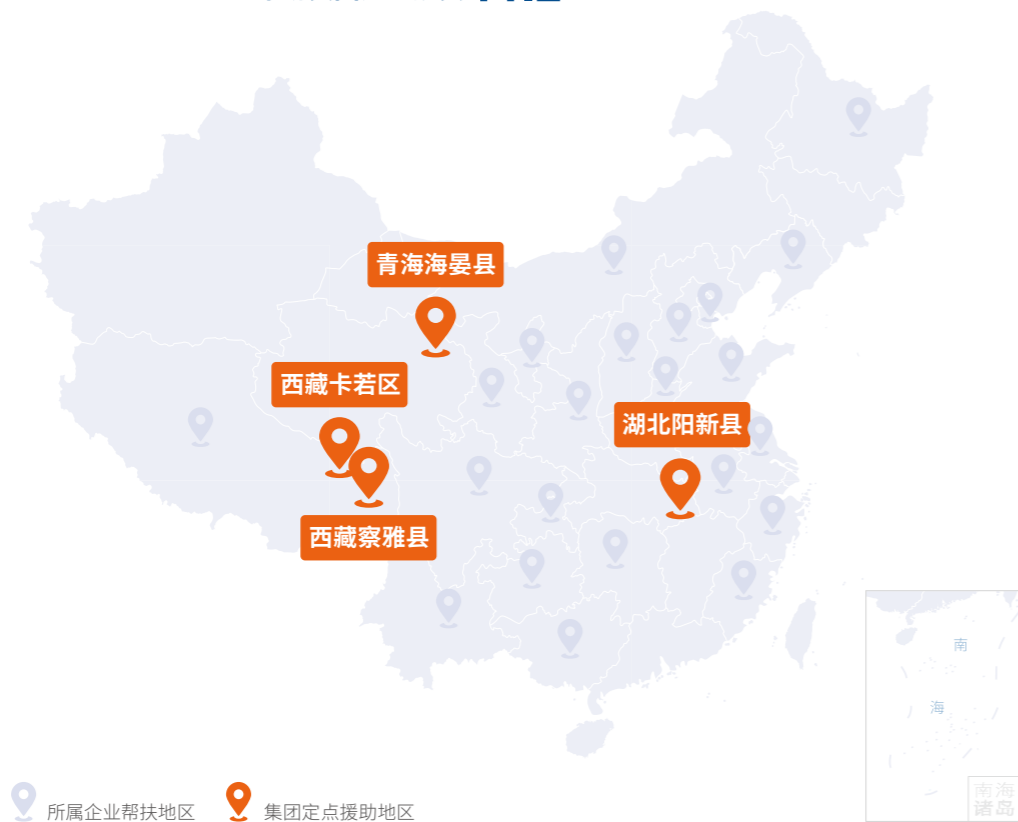 青海海晏县
西藏卡若区
湖北阳新县
西藏察雅县
南
海
南海
诸岛
所属企业帮扶地区
集团定点援助地区